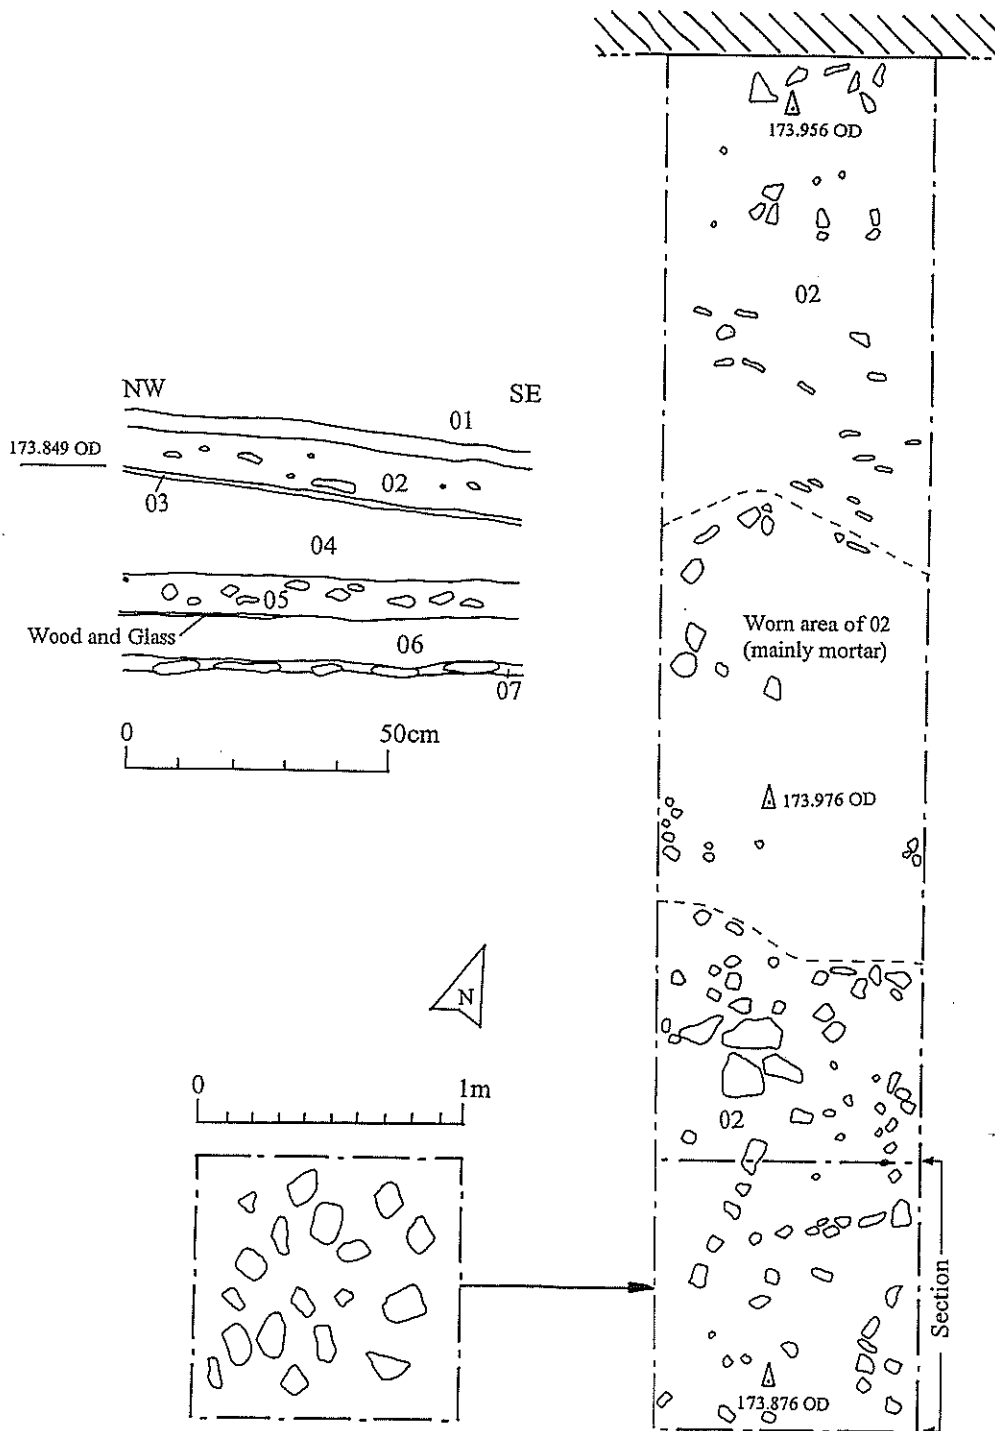 173.956 OD
02
NW
SE
01
173.849 OD
02
03
04
05
Wood and Glass
06
07
0 50cm
Worn area of 02
(mainly mortar)
173.976 OD
N
0 1m
02
Section
173.876 OD